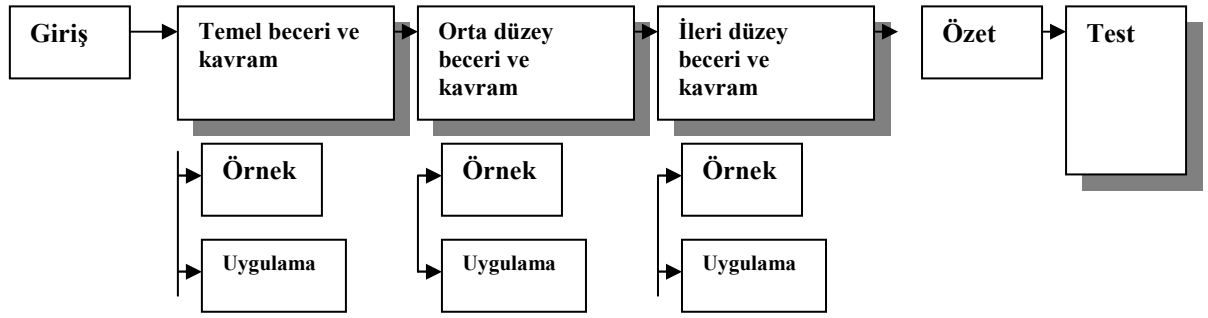 Giriş
Temel beceri ve
kavram
Orta düzey
beceri ve
kavram
İleri düzey
beceri ve
kavram
Özet
Test
Örnek
Örnek
Örnek
Uygulama
Uygulama
Uygulama